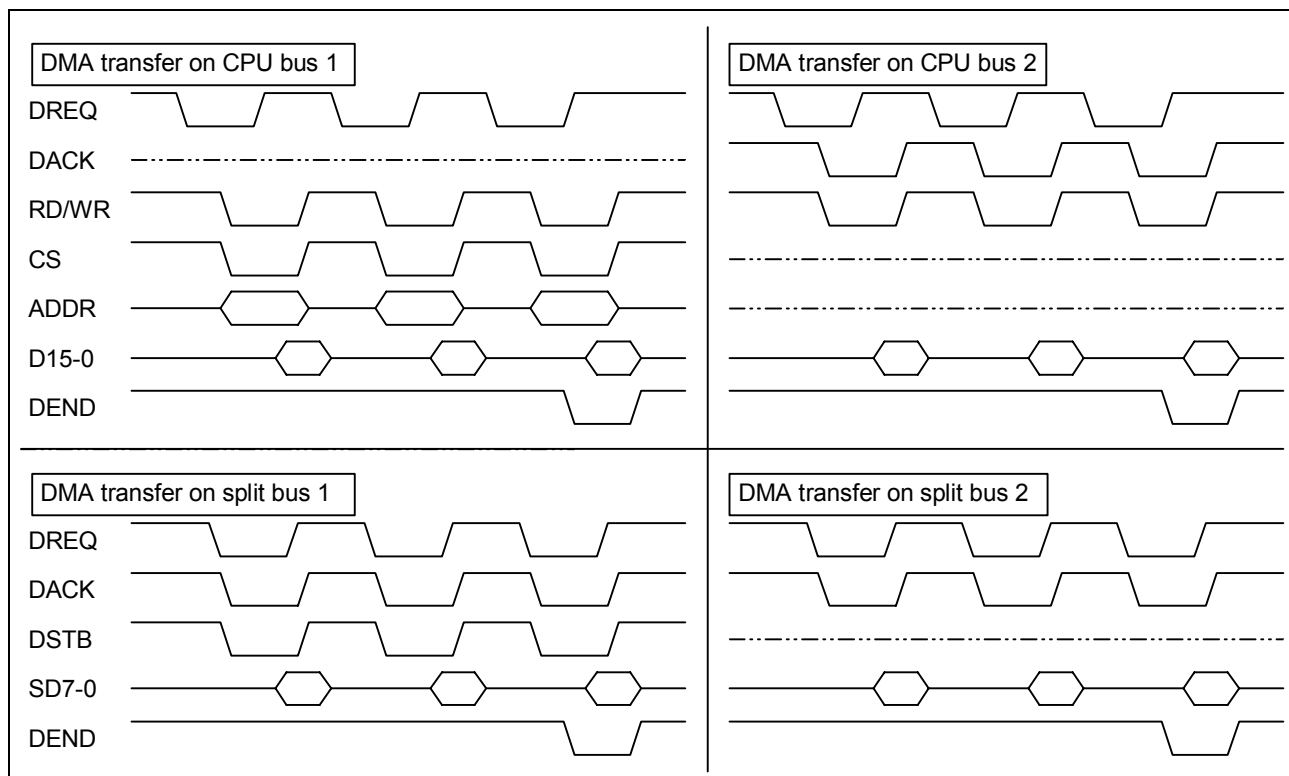 DMA transfer on CPU bus 1
DREQ
DACK
RD/WR
CS
ADDR
D15-0
DEND
DMA transfer on CPU bus 2
DMA transfer on split bus 1
DREQ
DACK
DSTB
SD7-0
DEND
DMA transfer on split bus 2